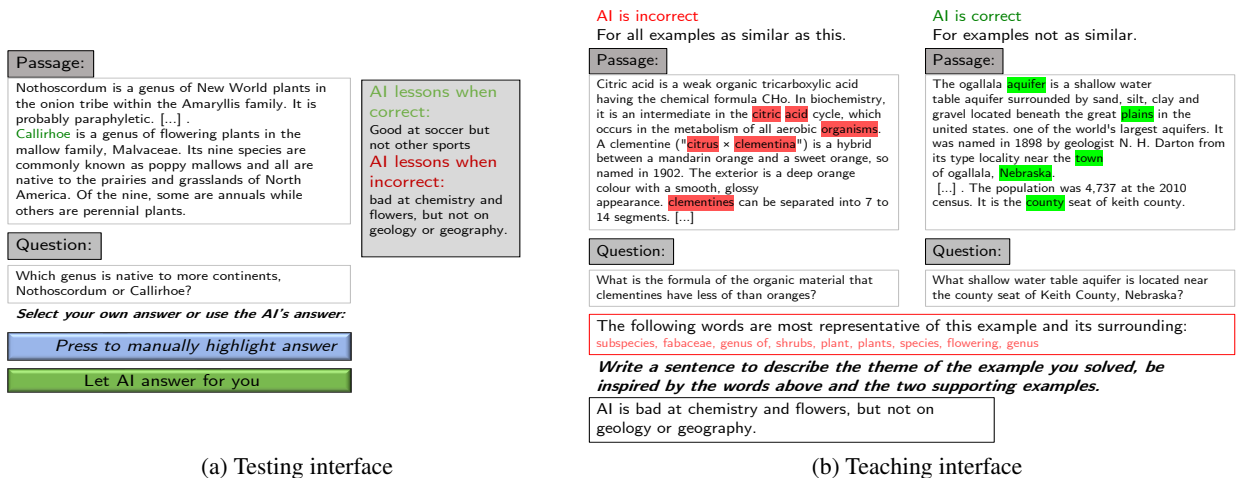 Passage:
Nothoscordum is a genus of New World plants in
the onion tribe within the Amaryllis family. It is
probably paraphyletic. [...] .
Callirhoe is a genus of flowering plants in the
mallow family, Malvaceae. Its nine species are
commonly known as poppy mallows and all are
native to the prairies and grasslands of North
America. Of the nine, some are annuals while
others are perennial plants.
Question:
Which genus is native to more continents,
Nothoscordum or Callirhoe?
Select your own answer or use the AI's answer:
Press to manually highlight answer
Let AI answer for you
AI lessons when
correct:
Good at soccer but
not other sports
AI lessons when
incorrect:
bad at chemistry and
flowers, but not on
geology or geography.
(a) Testing interface
AI is incorrect
For all examples as similar as this.
Passage:
Citric acid is a weak organic tricarboxylic acid
having the chemical formula CHo. In biochemistry,
it is an intermediate in the citric acid cycle, which
occurs in the metabolism of all aerobic organisms.
A clementine ("citrus × clementina") is a hybrid
between a mandarin orange and a sweet orange, so
named in 1902. The exterior is a deep orange
colour with a smooth, glossy
appearance. clementines can be separated into 7 to
14 segments. [...]
Question:
What is the formula of the organic material that
clementines have less of than oranges?
AI is correct
For examples not as similar.
Passage:
The ogallala aquifer is a shallow water
table aquifer surrounded by sand, silt, clay and
gravel located beneath the great plains in the
united states. one of the world's largest aquifers. It
was named in 1898 by geologist N. H. Darton from
its type locality near the town
of ogallala, Nebraska.
[...] . The population was 4,737 at the 2010
census. It is the county seat of keith county.
Question:
What shallow water table aquifer is located near
the county seat of Keith County, Nebraska?
The following words are most representative of this example and its surrounding:
subspecies, fabaceae, genus of, shrubs, plant, plants, species, flowering, genus
Write a sentence to describe the theme of the example you solved, be
inspired by the words above and the two supporting examples.
AI is bad at chemistry and flowers, but not on
geology or geography.
(b) Teaching interface